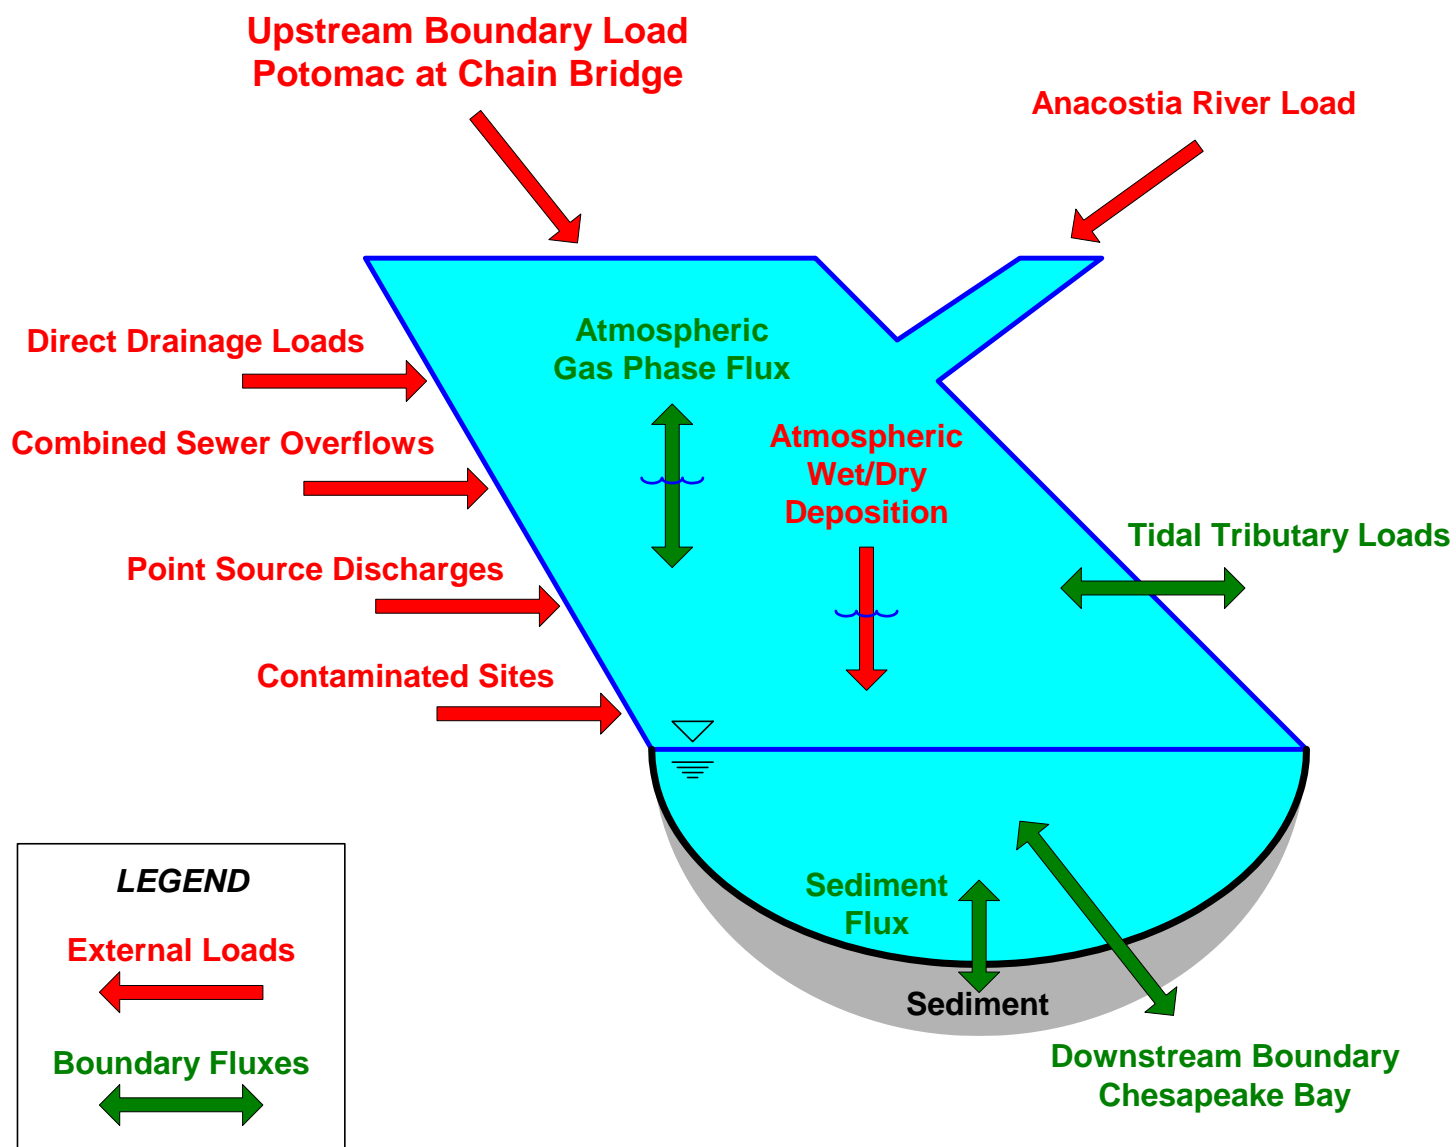 Upstream Boundary Load
Potomac at Chain Bridge
Anacostia River Load
Direct Drainage Loads
Atmospheric
Gas Phase Flux
Combined Sewer Overflows
Atmospheric
Wet/Dry
Deposition
Tidal Tributary Loads
Point Source Discharges
Contaminated Sites
Sediment
Flux
Sediment
Downstream Boundary
Chesapeake Bay
LEGEND
External Loads
Boundary Fluxes